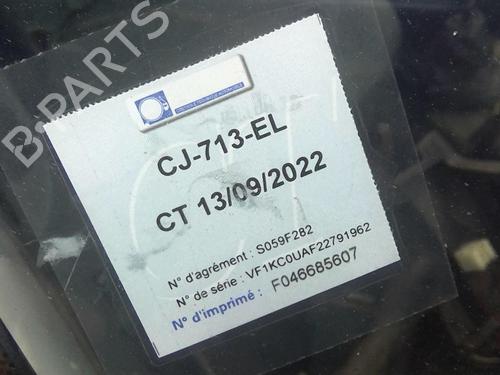 B-PARTS
CJ-713-EL
CT 13/09/2022
N° d'agrément : S059F282
N° de série : VF1KC0UAF22791962
N° d'imprimé : F046685607